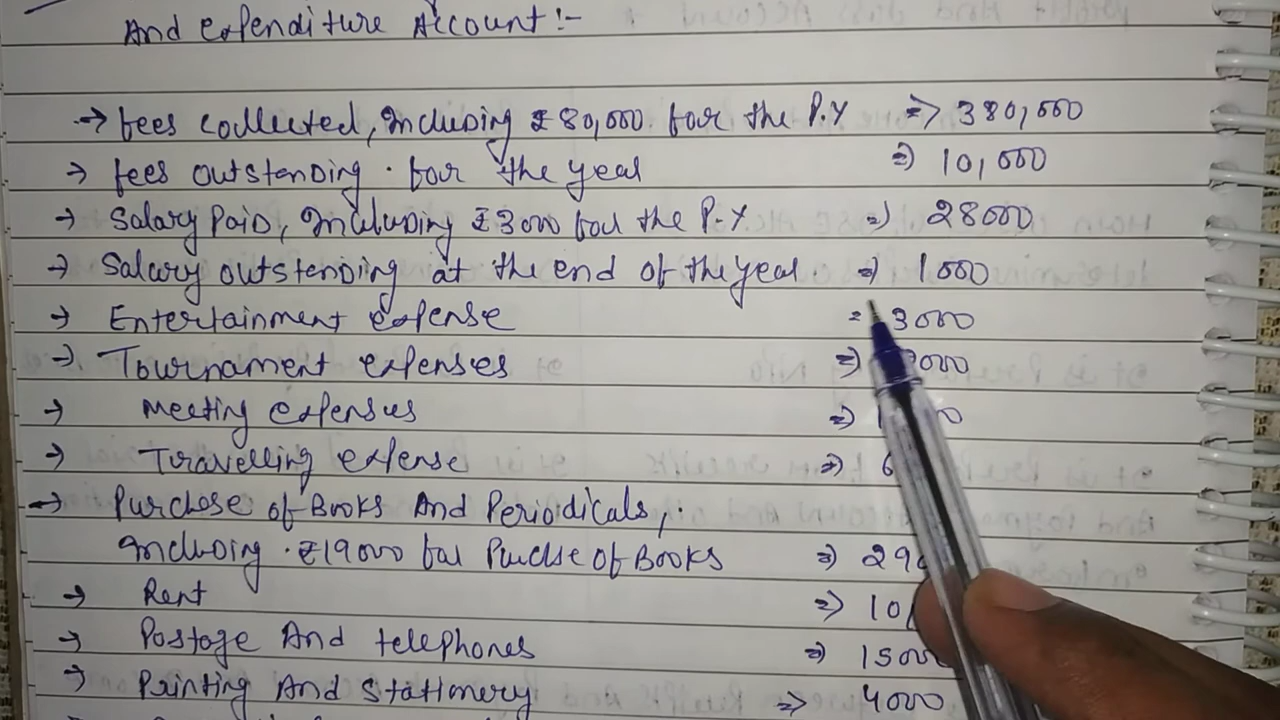 And expenditure Account :-
→ fees collected, Including ₹80,000 for the P.Y => 380,000
→ fees outstanding . for the year => 10,000
→ Salary Paid, Including ₹3000 for the P.Y => 28000
→ Salary outstanding at the end of the year. => 1000
→ Entertainment expense = 3000
→ Tournament expenses =>
→ Meeting expenses =>
→ Travelling expense =>
→ Purchase of Books And Periodicals,
Including ₹19000 for Purchse of Books =>
→ Rent =>
→ Postage And telephones =>
→ Printing And Stationery => 4000